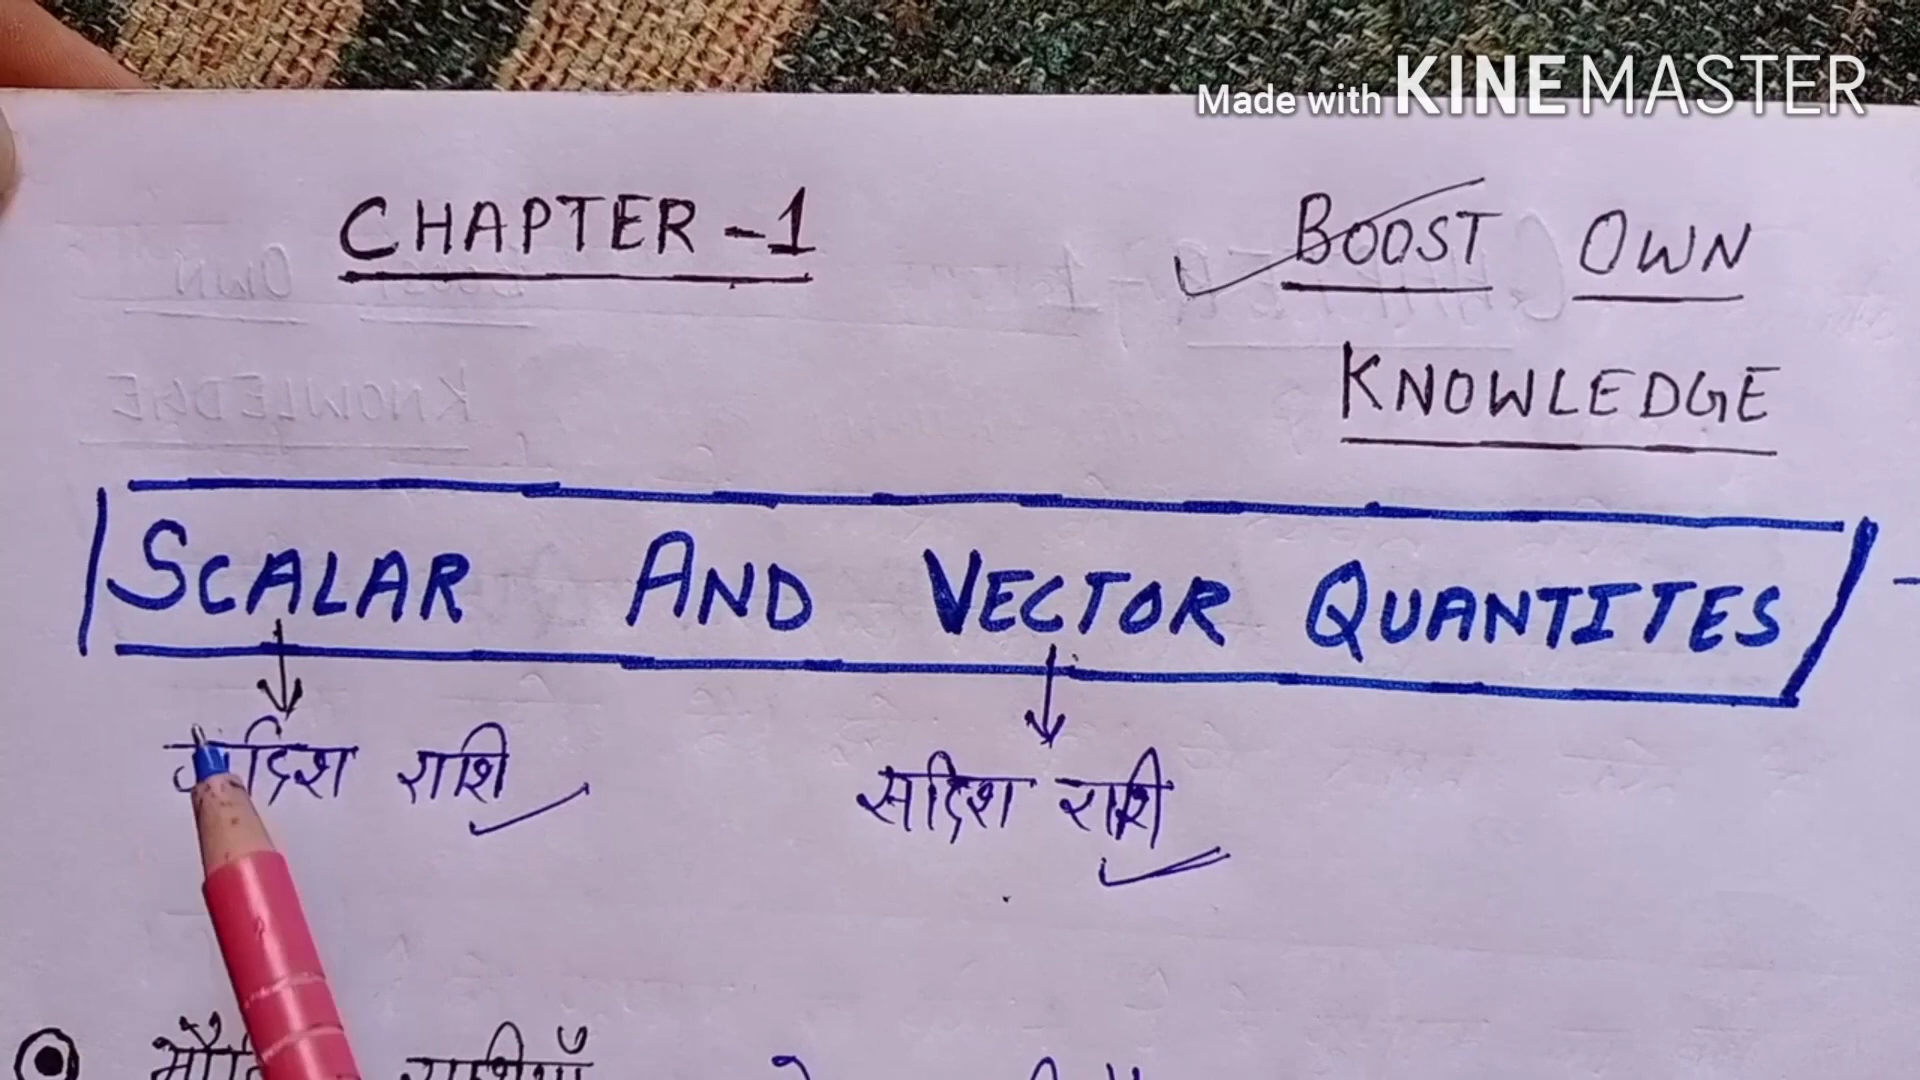 Made with KINEMASTER
CHAPTER-1
BOOST OWN
KNOWLEDGE
SCALAR AND VECTOR QUANTITES
राशि
सदिश राशि
राशियाँ